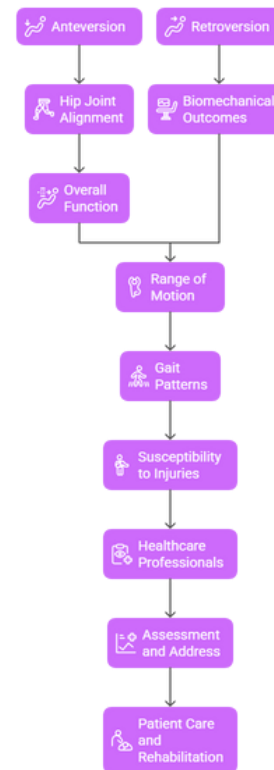 Anteversion
Retroversion
Hip Joint
Alignment
Biomechanical
Outcomes
Overall
Function
Range of
Motion
Gait
Patterns
Susceptibility
to Injuries
Healthcare
Professionals
Assessment
and Address
Patient Care
and
Rehabilitation